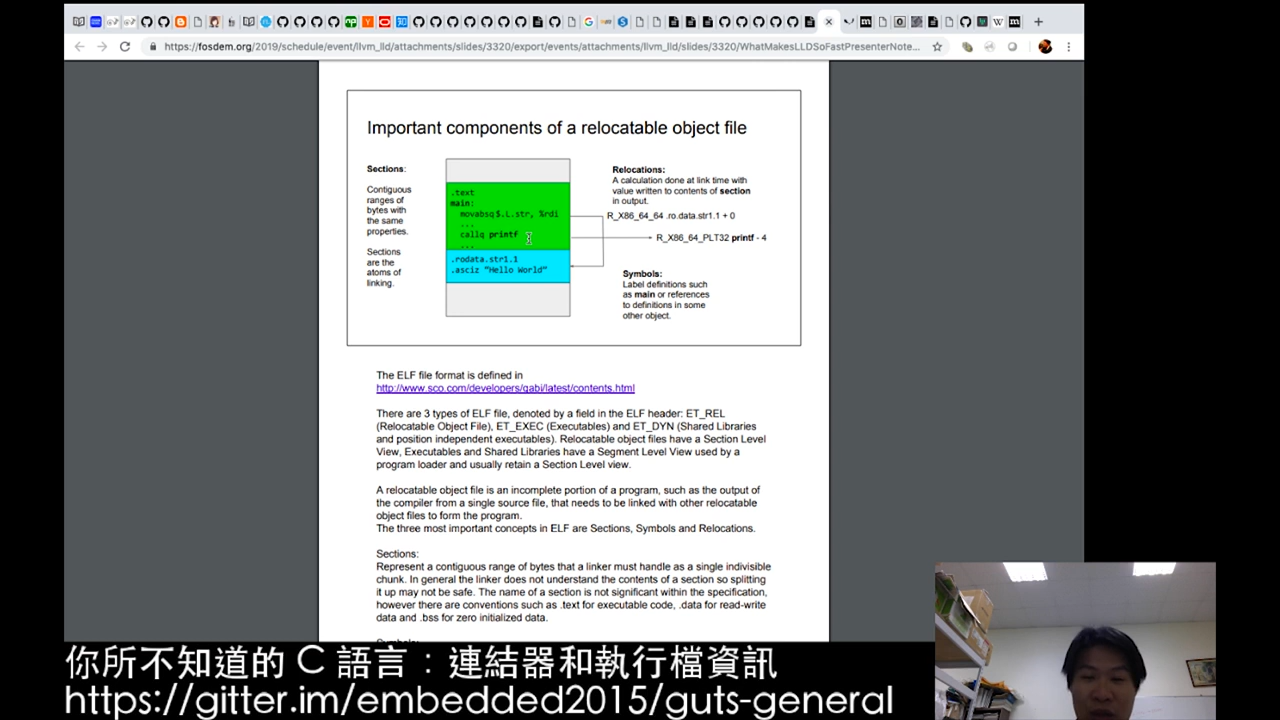 https://fosdem.org/2019/schedule/event/llvm_lld/attachments/slides/3320/export/events/attachments/llvm_lld/slides/3320/WhatMakesLLDSoFastPresenterNote...
Important components of a relocatable object file
Sections:
Contiguous
ranges of
bytes with
the same
properties.
Sections
are the
atoms of
linking.
.text
main:
movabsq $.L.str, %rdi
...
callq printf
...
.rodata.str1.1
.asciz "Hello World"
Relocations:
A calculation done at link time with
value written to contents of section
in output.
R_X86_64_64 .ro.data.str1.1 + 0
R_X86_64_PLT32 printf - 4
Symbols:
Label definitions such
as main or references
to definitions in some
other object.
The ELF file format is defined in
http://www.sco.com/developers/gabi/latest/contents.html
There are 3 types of ELF file, denoted by a field in the ELF header: ET_REL
(Relocatable Object File), ET_EXEC (Executables) and ET_DYN (Shared Libraries
and position independent executables). Relocatable object files have a Section Level
View, Executables and Shared Libraries have a Segment Level View used by a
program loader and usually retain a Section Level view.
A relocatable object file is an incomplete portion of a program, such as the output of
the compiler from a single source file, that needs to be linked with other relocatable
object files to form the program.
The three most important concepts in ELF are Sections, Symbols and Relocations.
Sections:
Represent a contiguous range of bytes that a linker must handle as a single indivisible
chunk. In general the linker does not understand the contents of a section so splitting
it up may not be safe. The name of a section is not significant within the specification,
however there are conventions such as .text for executable code, .data for read-write
data and .bss for zero initialized data.
你所不知道的 C 語言：連結器和執行檔資訊
https://gitter.im/embedded2015/guts-general